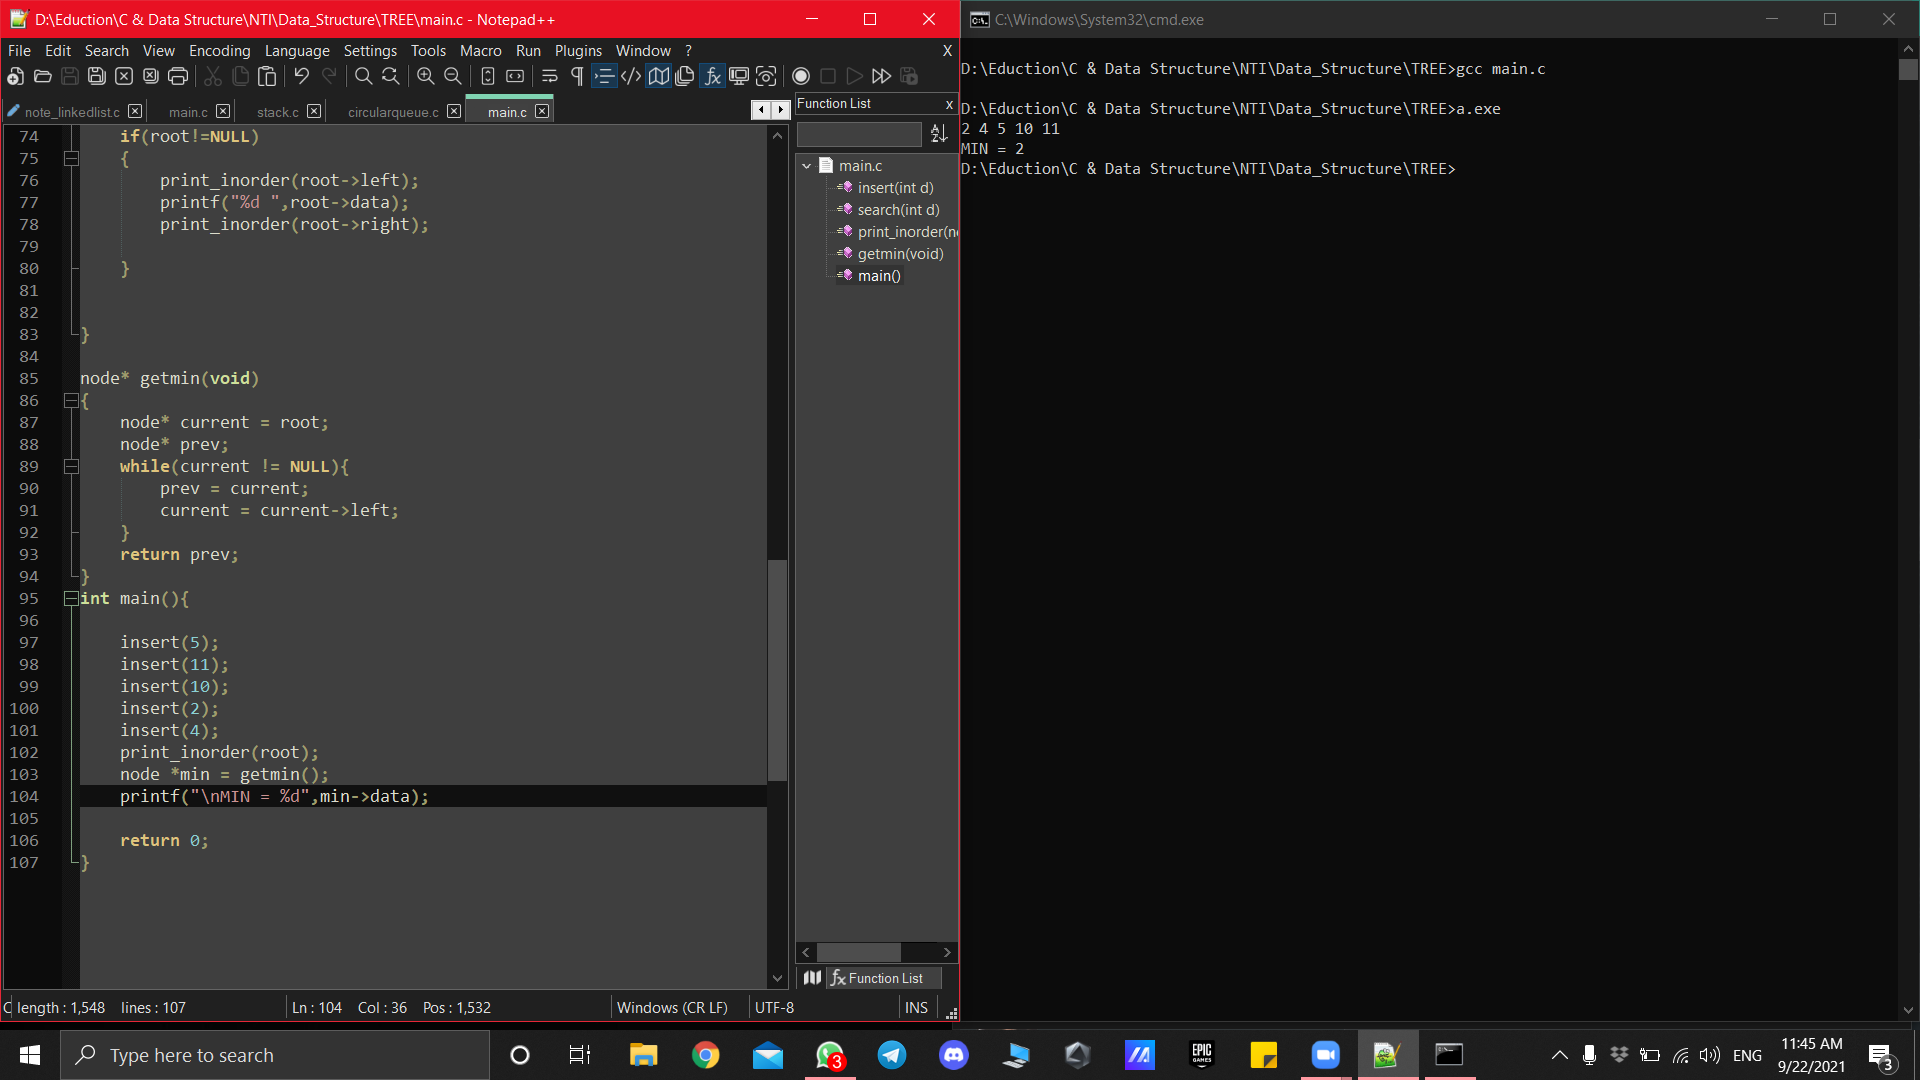 D:\Eduction\C & Data Structure\NTI\Data_Structure\TREE\main.c - Notepad++
File Edit Search View Encoding Language Settings Tools Macro Run Plugins Window ? X
note_linkedlist.c main.c stack.c circularqueue.c main.c
74 if(root!=NULL)
75 {
76 print_inorder(root->left);
77 printf("%d ",root->data);
78 print_inorder(root->right);
79
80 }
81
82
83 }
84
85 node* getmin(void)
86 {
87 node* current = root;
88 node* prev;
89 while(current != NULL){
90 prev = current;
91 current = current->left;
92 }
93 return prev;
94 }
95 int main(){
96
97 insert(5);
98 insert(11);
99 insert(10);
100 insert(2);
101 insert(4);
102 print_inorder(root);
103 node *min = getmin();
104 printf("\nMIN = %d",min->data);
105
106 return 0;
107 }
Function List x
main.c
insert(int d)
search(int d)
print_inorder(n
getmin(void)
main()
Function List
C length : 1,548 lines : 107 Ln : 104 Col : 36 Pos : 1,532 Windows (CR LF) UTF-8 INS
C:\Windows\System32\cmd.exe
D:\Eduction\C & Data Structure\NTI\Data_Structure\TREE>gcc main.c
D:\Eduction\C & Data Structure\NTI\Data_Structure\TREE>a.exe
2 4 5 10 11
MIN = 2
D:\Eduction\C & Data Structure\NTI\Data_Structure\TREE>
Type here to search
3
EPIC GAMES
ENG
11:45 AM
9/22/2021
3